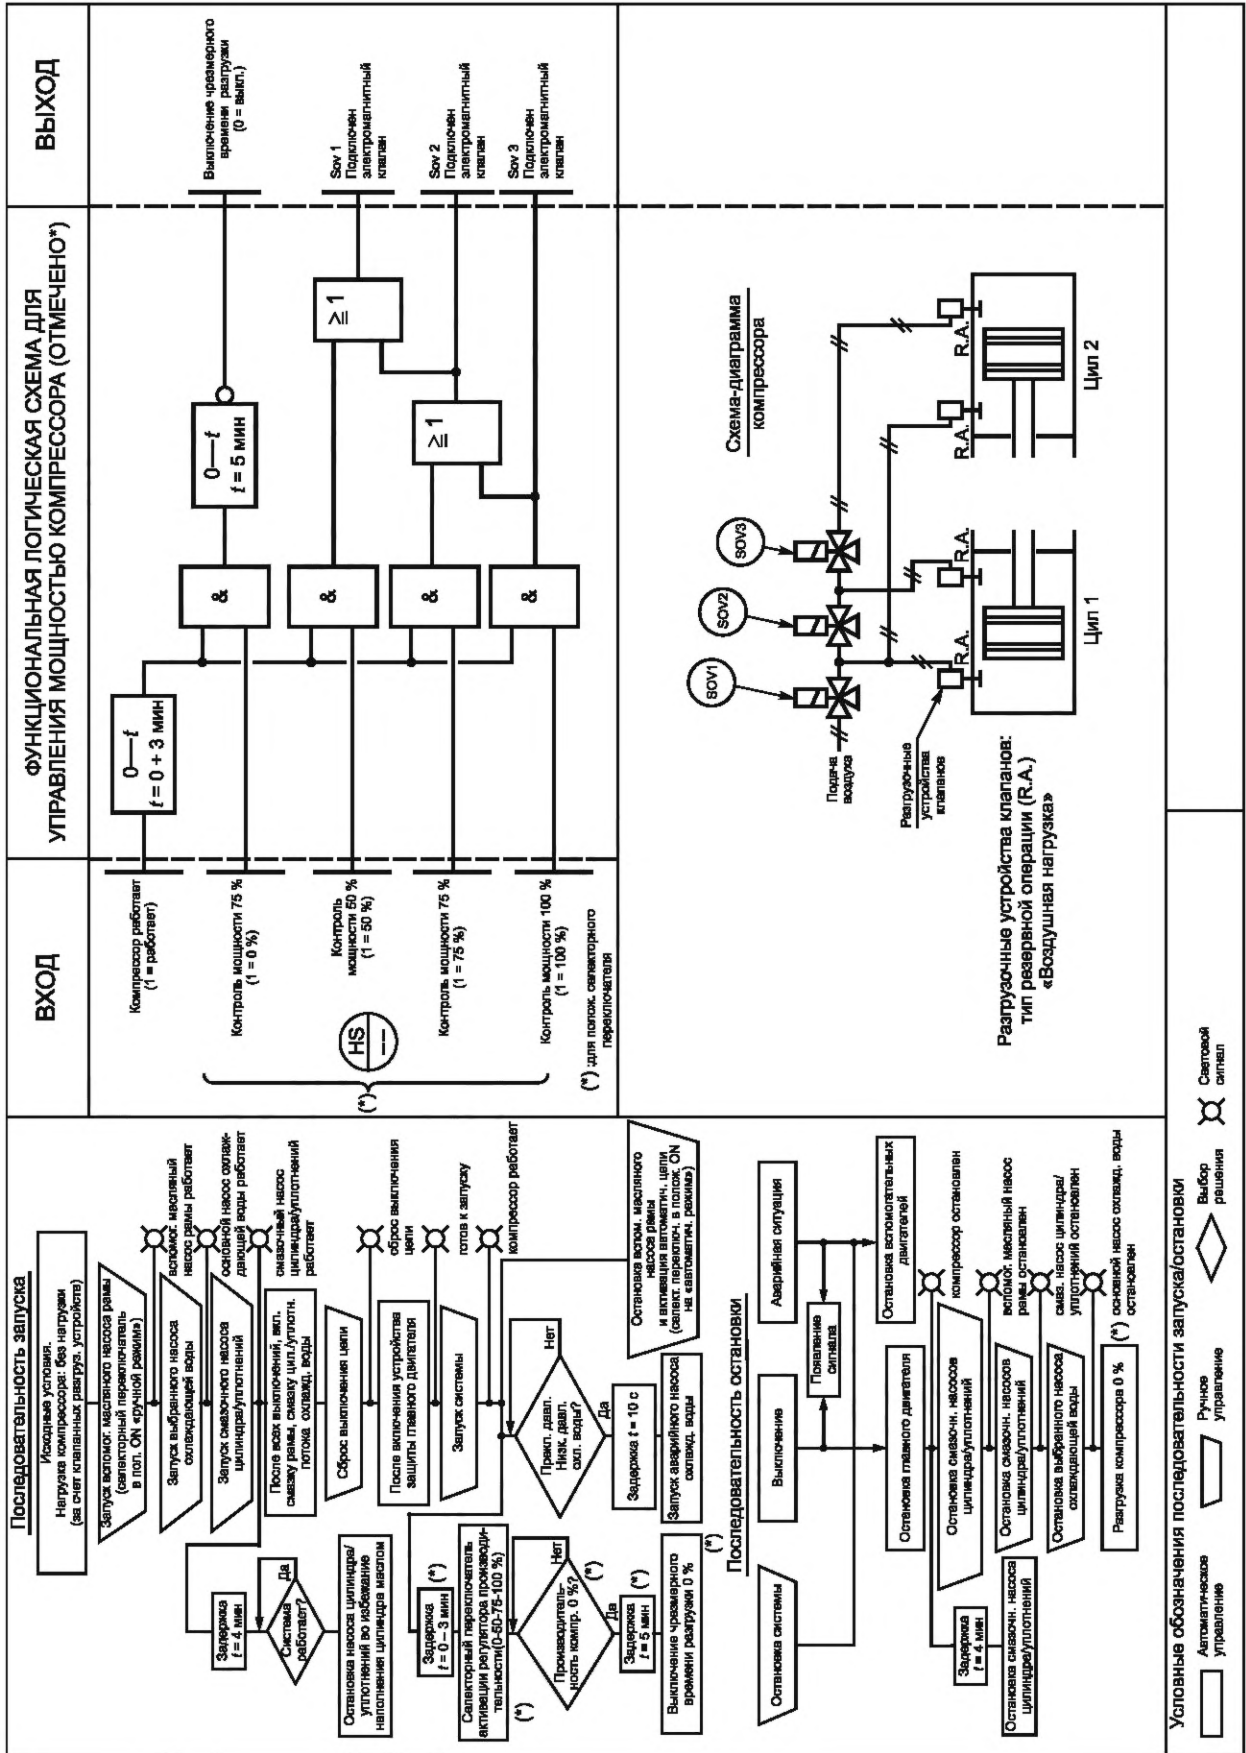 Последовательность запуска
Исходные условия.
Нагрузка компрессора: без нагрузки
(за счет клапанных разгруз. устройств)
Запуск вспомог. масляного насоса рамы
(селекторный переключатель
в пол. ON «ручной режим»)
вспомог. масляный
насос рамы работает
Запуск выбранного насоса
охлаждающей воды
основной насос охлаж-
дающей воды работает
Запуск смазочного насоса
цилиндра/уплотнений
смазочный насос
цилиндра/уплотнений
работает
Задержка
t = 4 мин
Система
работает?
Да
Остановка насоса цилиндра/
уплотнений во избежание
наполнения цилиндра маслом
После всех выключений, вкл.
смазку рамы, смазку цил./уплотн.
потока охлажд. воды
Сброс выключения цепи
сброс выключения
цепи
После включения устройства
защиты главного двигателя
готов к запуску
Запуск системы
компрессор работает
Задержка
t = 0 – 3 мин
(*)
Селекторный переключатель
активации регулятора производи-
тельности(0-50-75-100 %)
(*)
Производитель-
ность компр. 0 %?
Нет
(*)
Да
Задержка
t = 5 мин
(*)
Выключение чрезмерного
времени разгрузки 0 %
(*)
Прекл. давл.
Низк. давл.
охл. воды?
Нет
Да
Задержка t = 10 с
Запуск аварийного насоса
охлажд. воды
Остановка вспом. масляного
насоса рамы
и активация автоматич. цепи
(селект. переключ. в полож. ON
на «автоматич. режим»)
Последовательность остановки
Остановка системы
Выключение
Аварийная ситуация
Появление
сигнала
Остановка главного двигателя
Остановка вспомогательных
двигателей
компрессор остановлен
Задержка
t = 4 мин
Остановка смазочн. насоса
цилиндра/уплотнений
Остановка смазочн. насосов
цилиндра/уплотнений
вспомог. масляный насос
рамы остановлен
Остановка смазочн. насосов
цилиндра/уплотнений
смаз. насос цилиндра/
уплотнений остановлен
Остановка выбранного насоса
охлаждающей воды
основной насос охлажд. воды
остановлен
Разгрузка компрессора 0 %
(*)
Условные обозначения последовательности запуска/остановки
Автоматическое
управление
Ручное
управление
Выбор
решения
Световой
сигнал
ВХОД
ФУНКЦИОНАЛЬНАЯ ЛОГИЧЕСКАЯ СХЕМА ДЛЯ
УПРАВЛЕНИЯ МОЩНОСТЬЮ КОМПРЕССОРА (ОТМЕЧЕНО*)
ВЫХОД
Компрессор работает
(1 = работает)
Контроль мощности 75 %
(1 = 0 %)
Контроль
мощности 50 %
(1 = 50 %)
Контроль мощности 75 %
(1 = 75 %)
Контроль мощности 100 %
(1 = 100 %)
(*)
HS
(*) :для полож. селекторного
переключателя
0—t
t = 0 + 3 мин
&
&
&
&
0—t
t = 5 мин
≥ 1
≥ 1
Выключение чрезмерного
времени разгрузки
(0 = выкл.)
Sov 1
Подключен
электромагнитный
клапан
Sov 2
Подключен
электромагнитный
клапан
Sov 3
Подключен
электромагнитный
клапан
Схема-диаграмма
компрессора
SOV1
SOV2
SOV3
Подача
воздуха
Разгрузочные
устройства
клапанов
R.A.
R.A.
R.A.
R.A.
Цил 1
Цил 2
Разгрузочные устройства клапанов:
тип резервной операции (R.A.)
«Воздушная нагрузка»